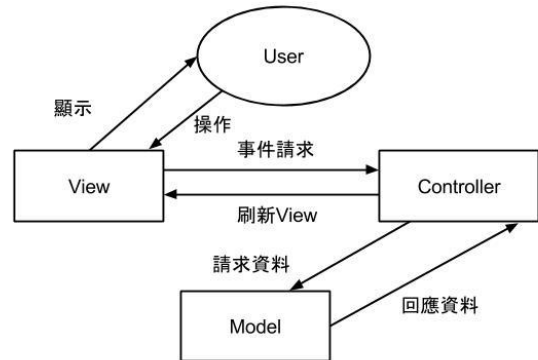 User
顯示
操作
事件請求
View
Controller
刷新View
請求資料
回應資料
Model